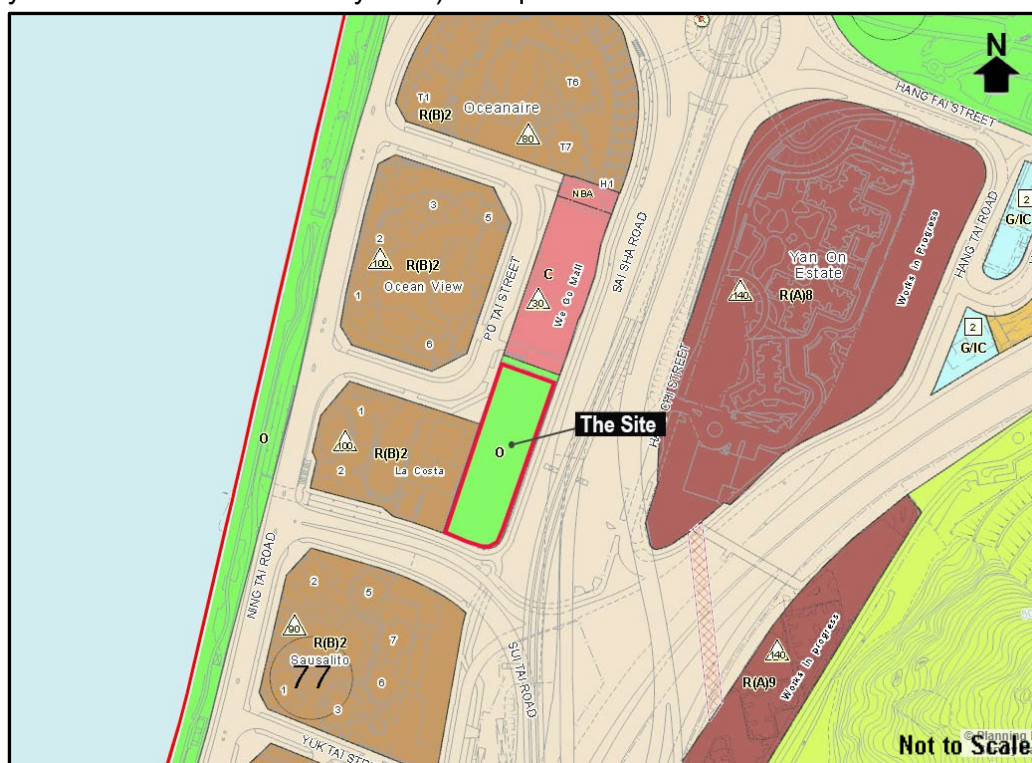 N
HANG TAI STREET
T1
T6
Oceanaire
R(B)2
80
T7
H1
NBA
3
5
2
100
R(B)2
Ocean View
1
6
PO TAI STREET
C
30
We Go Mall
SAI SHA ROAD
Yan On
Estate
140
R(A)8
Works in Progress
HANG TAI ROAD
2
G/IC
2
G/IC
The Site
O
O
1
100
R(B)2
2
La Costa
NING TAI ROAD
2
5
90
R(B)2
7
Sausalito
77
6
1
3
SUI TAI ROAD
140
R(A)9
Works in progress
Not to Scale